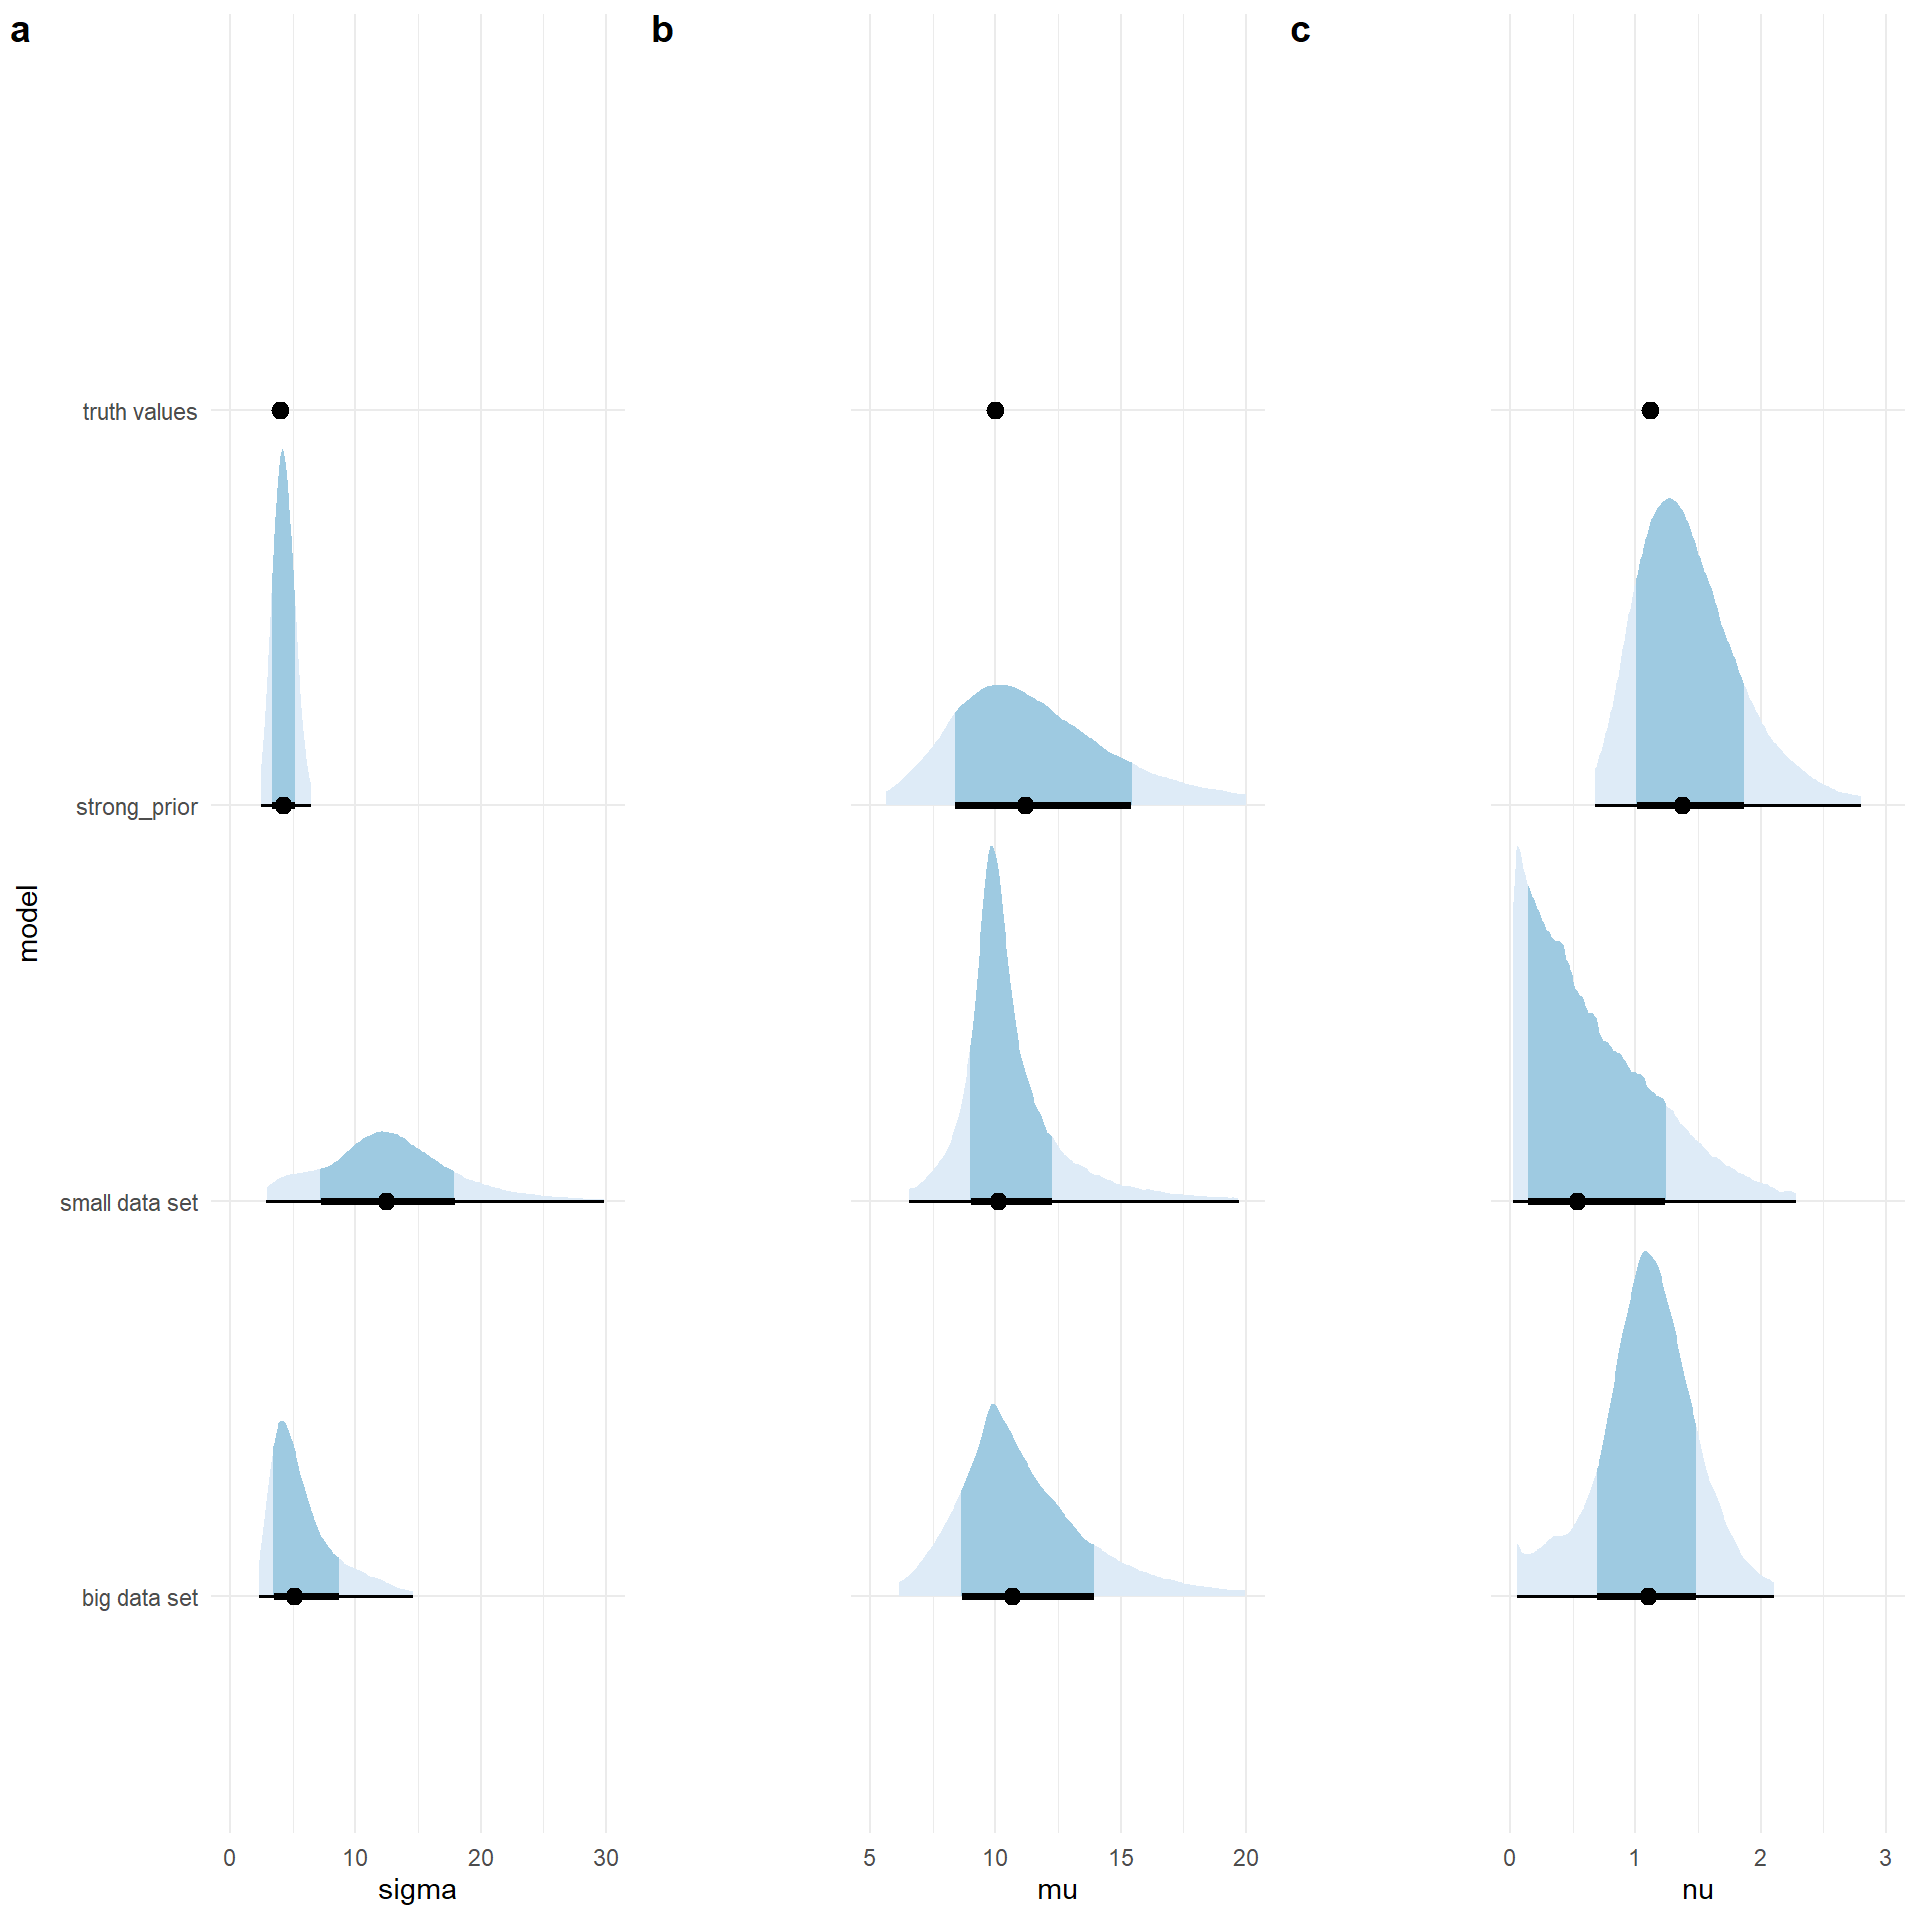 a
b
c
model
truth values
strong_prior
small data set
big data set
0 10 20 30
sigma
5 10 15 20
mu
0 1 2 3
nu